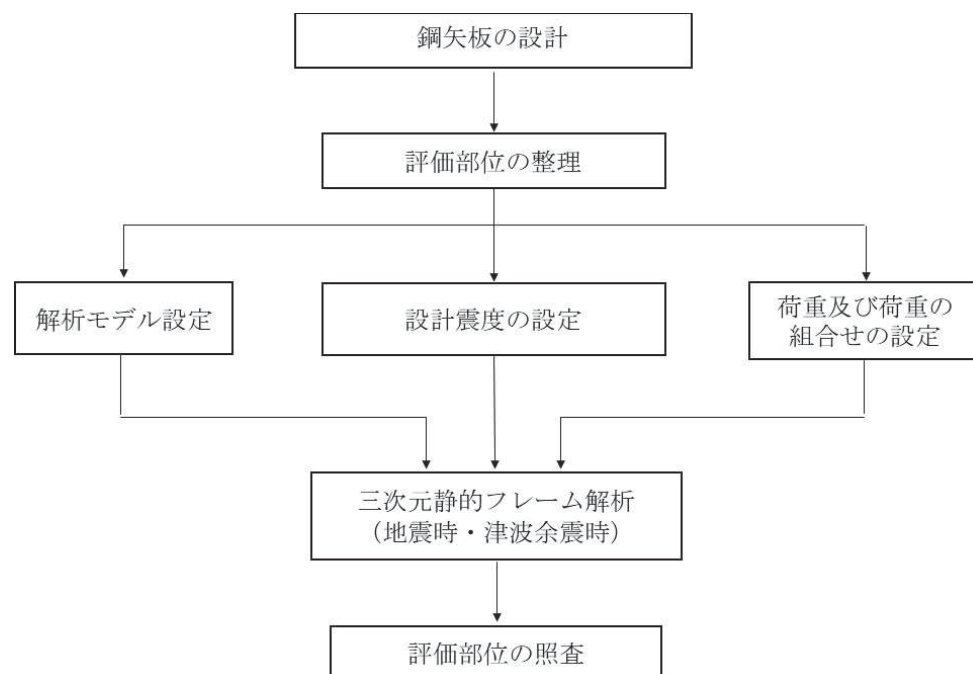 鋼矢板の設計
評価部位の整理
解析モデル設定
設計震度の設定
荷重及び荷重の
組合せの設定
三次元静的フレーム解析
（地震時・津波余震時）
評価部位の照査